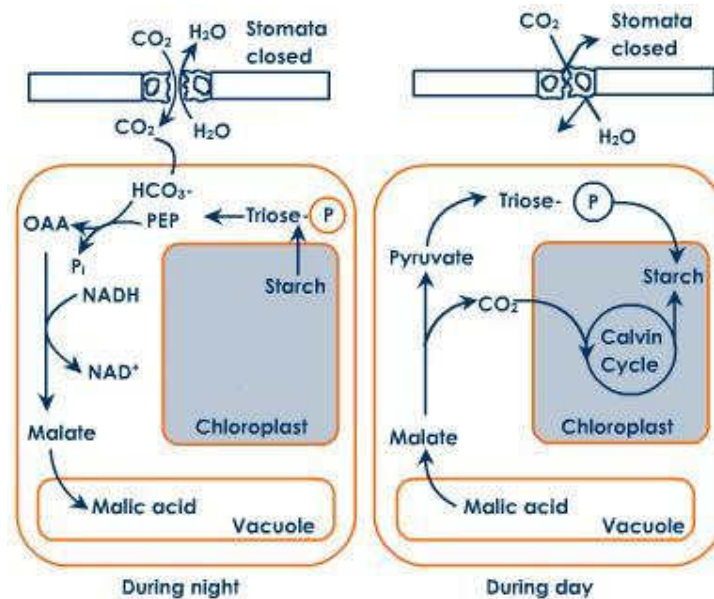 CO₂
H₂O
Stomata
closed
CO₂
H₂O
HCO₃-
OAA
PEP
Triose- P
Pᵢ
Starch
NADH
NAD⁺
Chloroplast
Malate
Malic acid
Vacuole
During night
CO₂
Stomata
closed
H₂O
Triose- P
Pyruvate
Starch
CO₂
Calvin
Cycle
Chloroplast
Malate
Malic acid
Vacuole
During day